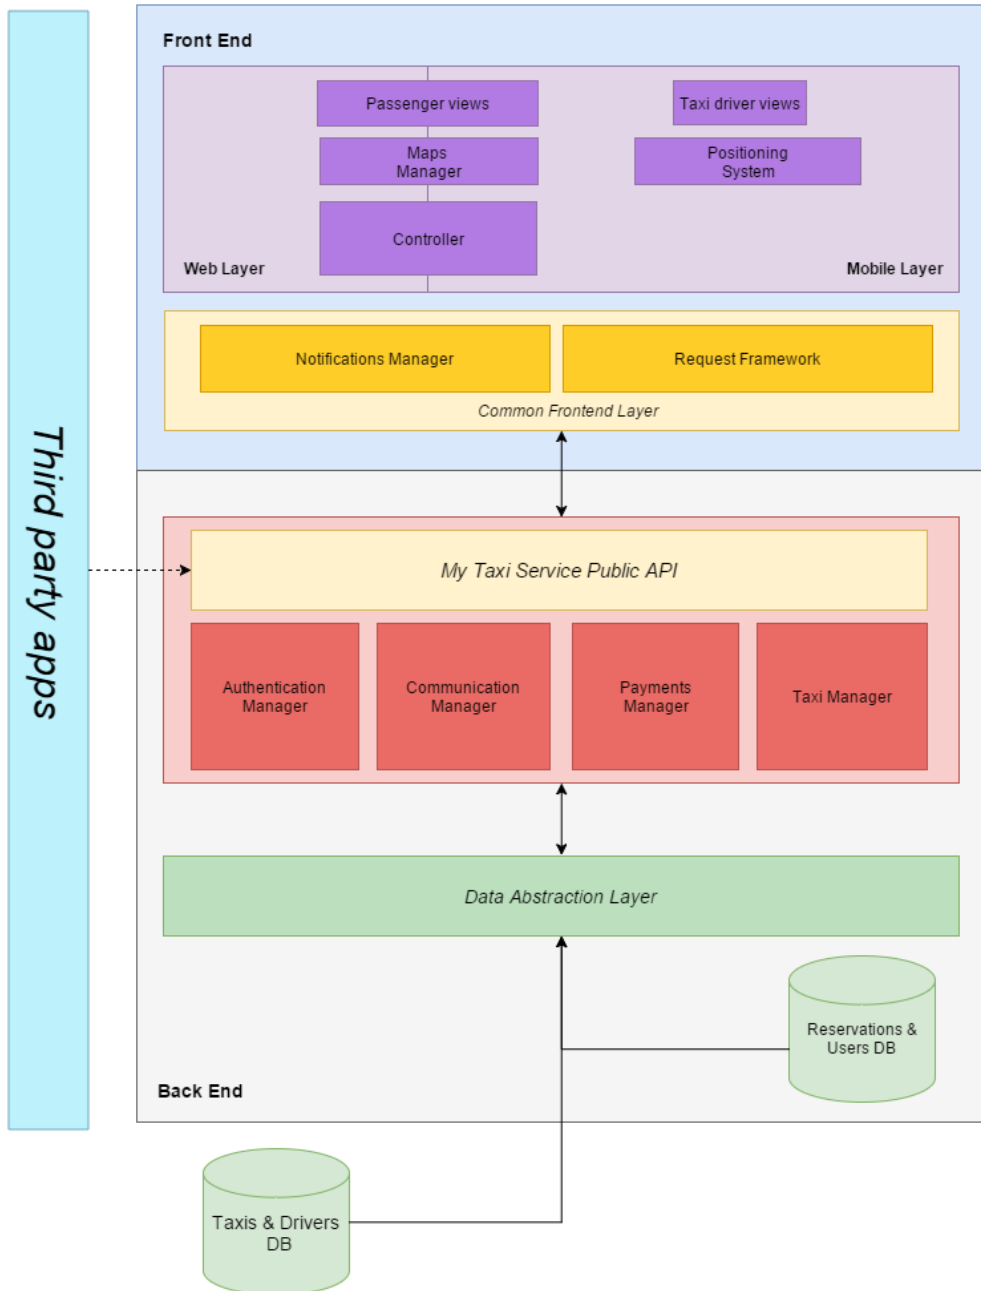 Front End
Passenger views
Taxi driver views
Maps
Manager
Positioning
System
Controller
Web Layer
Mobile Layer
Notifications Manager
Request Framework
Common Frontend Layer
Third party apps
My Taxi Service Public API
Authentication
Manager
Communication
Manager
Payments
Manager
Taxi Manager
Data Abstraction Layer
Reservations &
Users DB
Back End
Taxis & Drivers
DB